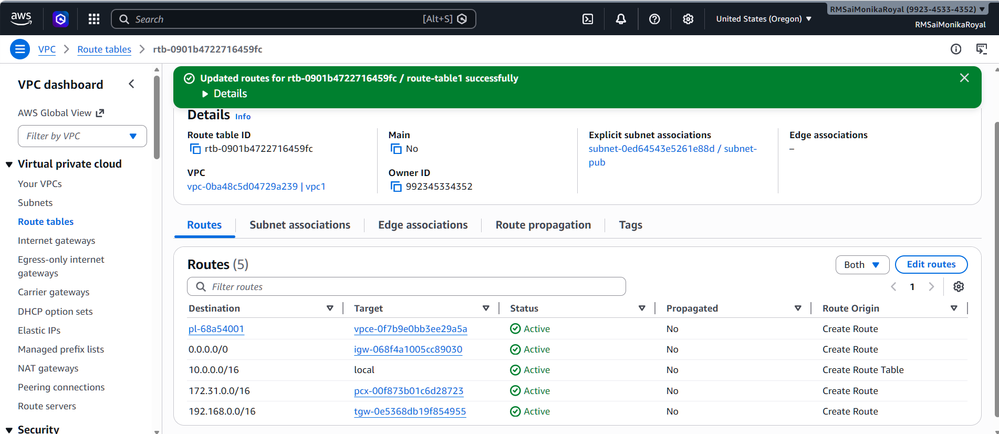 aws
Search
[Alt+S]
United States (Oregon)
RMSaiMonikaRoyal (9923-4533-4352)
RMSaiMonikaRoyal
VPC
Route tables
rtb-0901b4722716459fc
VPC dashboard
AWS Global View
Filter by VPC
Virtual private cloud
Your VPCs
Subnets
Route tables
Internet gateways
Egress-only internet
gateways
Carrier gateways
DHCP option sets
Elastic IPs
Managed prefix lists
NAT gateways
Peering connections
Route servers
Security
Updated routes for rtb-0901b4722716459fc / route-table1 successfully
Details
Details Info
Route table ID
rtb-0901b4722716459fc
Main
No
Explicit subnet associations
subnet-0ed64543e5261e88d / subnet-
pub
Edge associations
–
VPC
vpc-0ba48c5d04729a239 | vpc1
Owner ID
992345334352
Routes Subnet associations Edge associations Route propagation Tags
Routes (5)
Both
Edit routes
Filter routes
1
Destination Target Status Propagated Route Origin
pl-68a54001 vpce-0f7b9e0bb3ee29a5a Active No Create Route
0.0.0.0/0 igw-068f4a1005cc89030 Active No Create Route
10.0.0.0/16 local Active No Create Route Table
172.31.0.0/16 pcx-00f873b01c6d28723 Active No Create Route
192.168.0.0/16 tgw-0e5368db19f854955 Active No Create Route